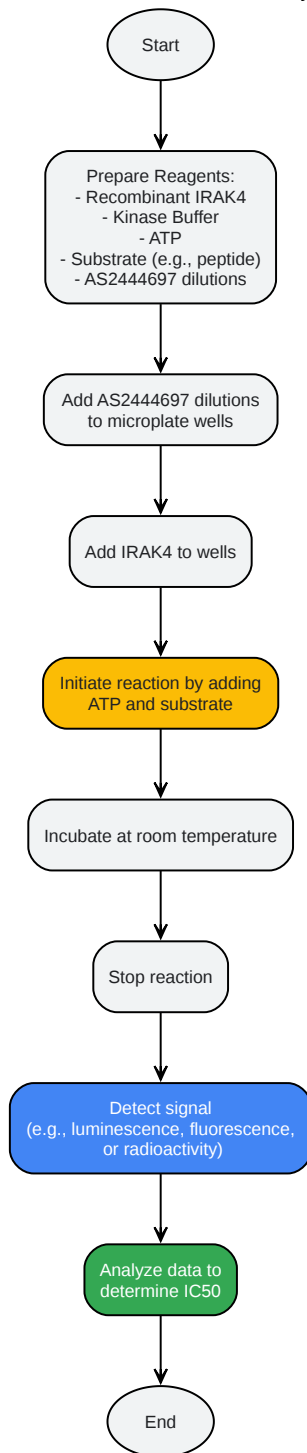 Start
Prepare Reagents:
- Recombinant IRAK4
- Kinase Buffer
- ATP
- Substrate (e.g., peptide)
- AS2444697 dilutions
Add AS2444697 dilutions
to microplate wells
Add IRAK4 to wells
Initiate reaction by adding
ATP and substrate
Incubate at room temperature
Stop reaction
Detect signal
(e.g., luminescence, fluorescence,
or radioactivity)
Analyze data to
determine IC50
End